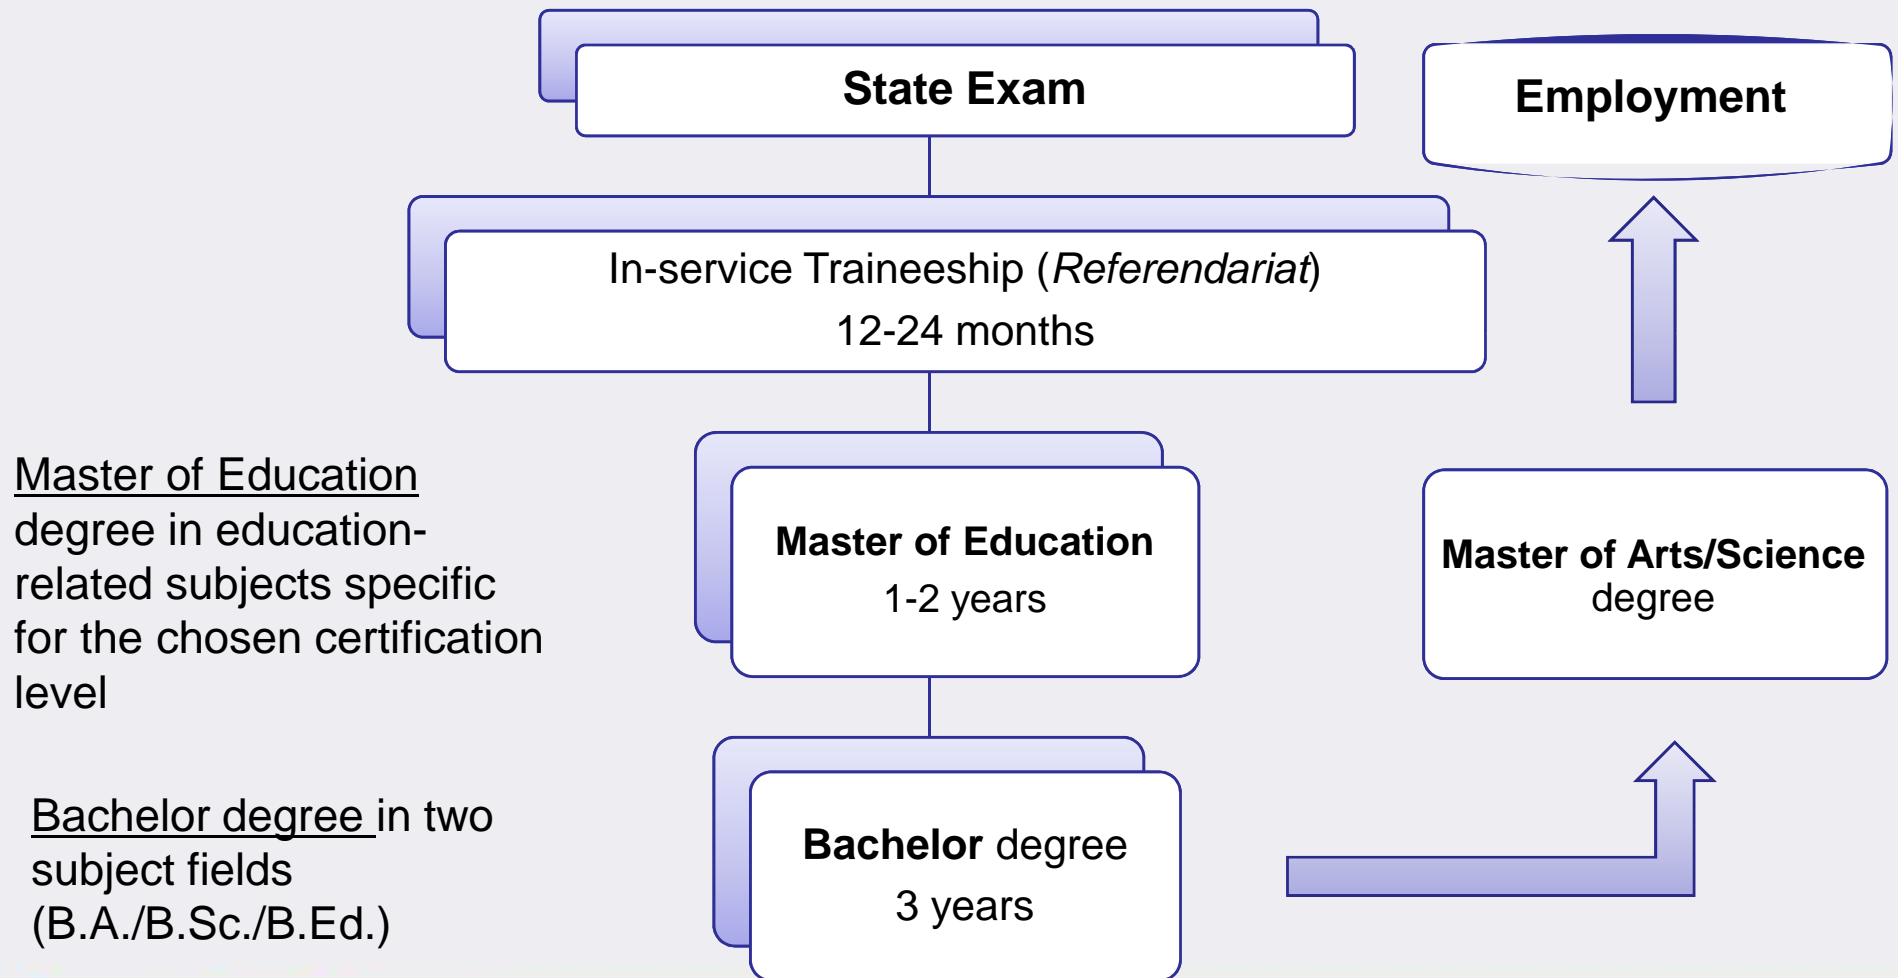 State Exam
Employment
In-service Traineeship (Referendariat)
12-24 months
Master of Education
degree in education-
related subjects specific
for the chosen certification
level
Master of Education
1-2 years
Master of Arts/Science
degree
Bachelor degree in two
subject fields
(B.A./B.Sc./B.Ed.)
Bachelor degree
3 years